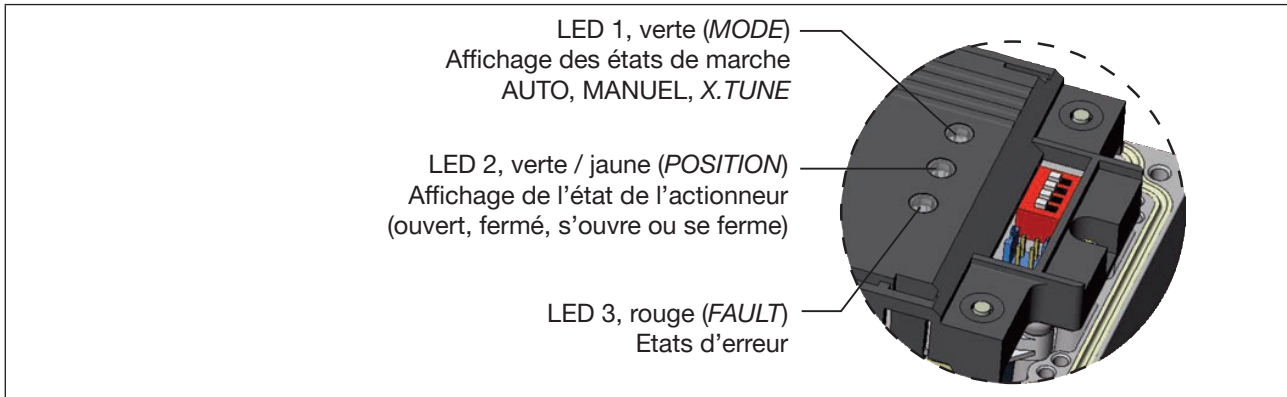 LED 1, verte (MODE)
Affichage des états de marche
AUTO, MANUEL, X.TUNE
LED 2, verte / jaune (POSITION)
Affichage de l’état de l’actionneur
(ouvert, fermé, s’ouvre ou se ferme)
LED 3, rouge (FAULT)
Etats d’erreur